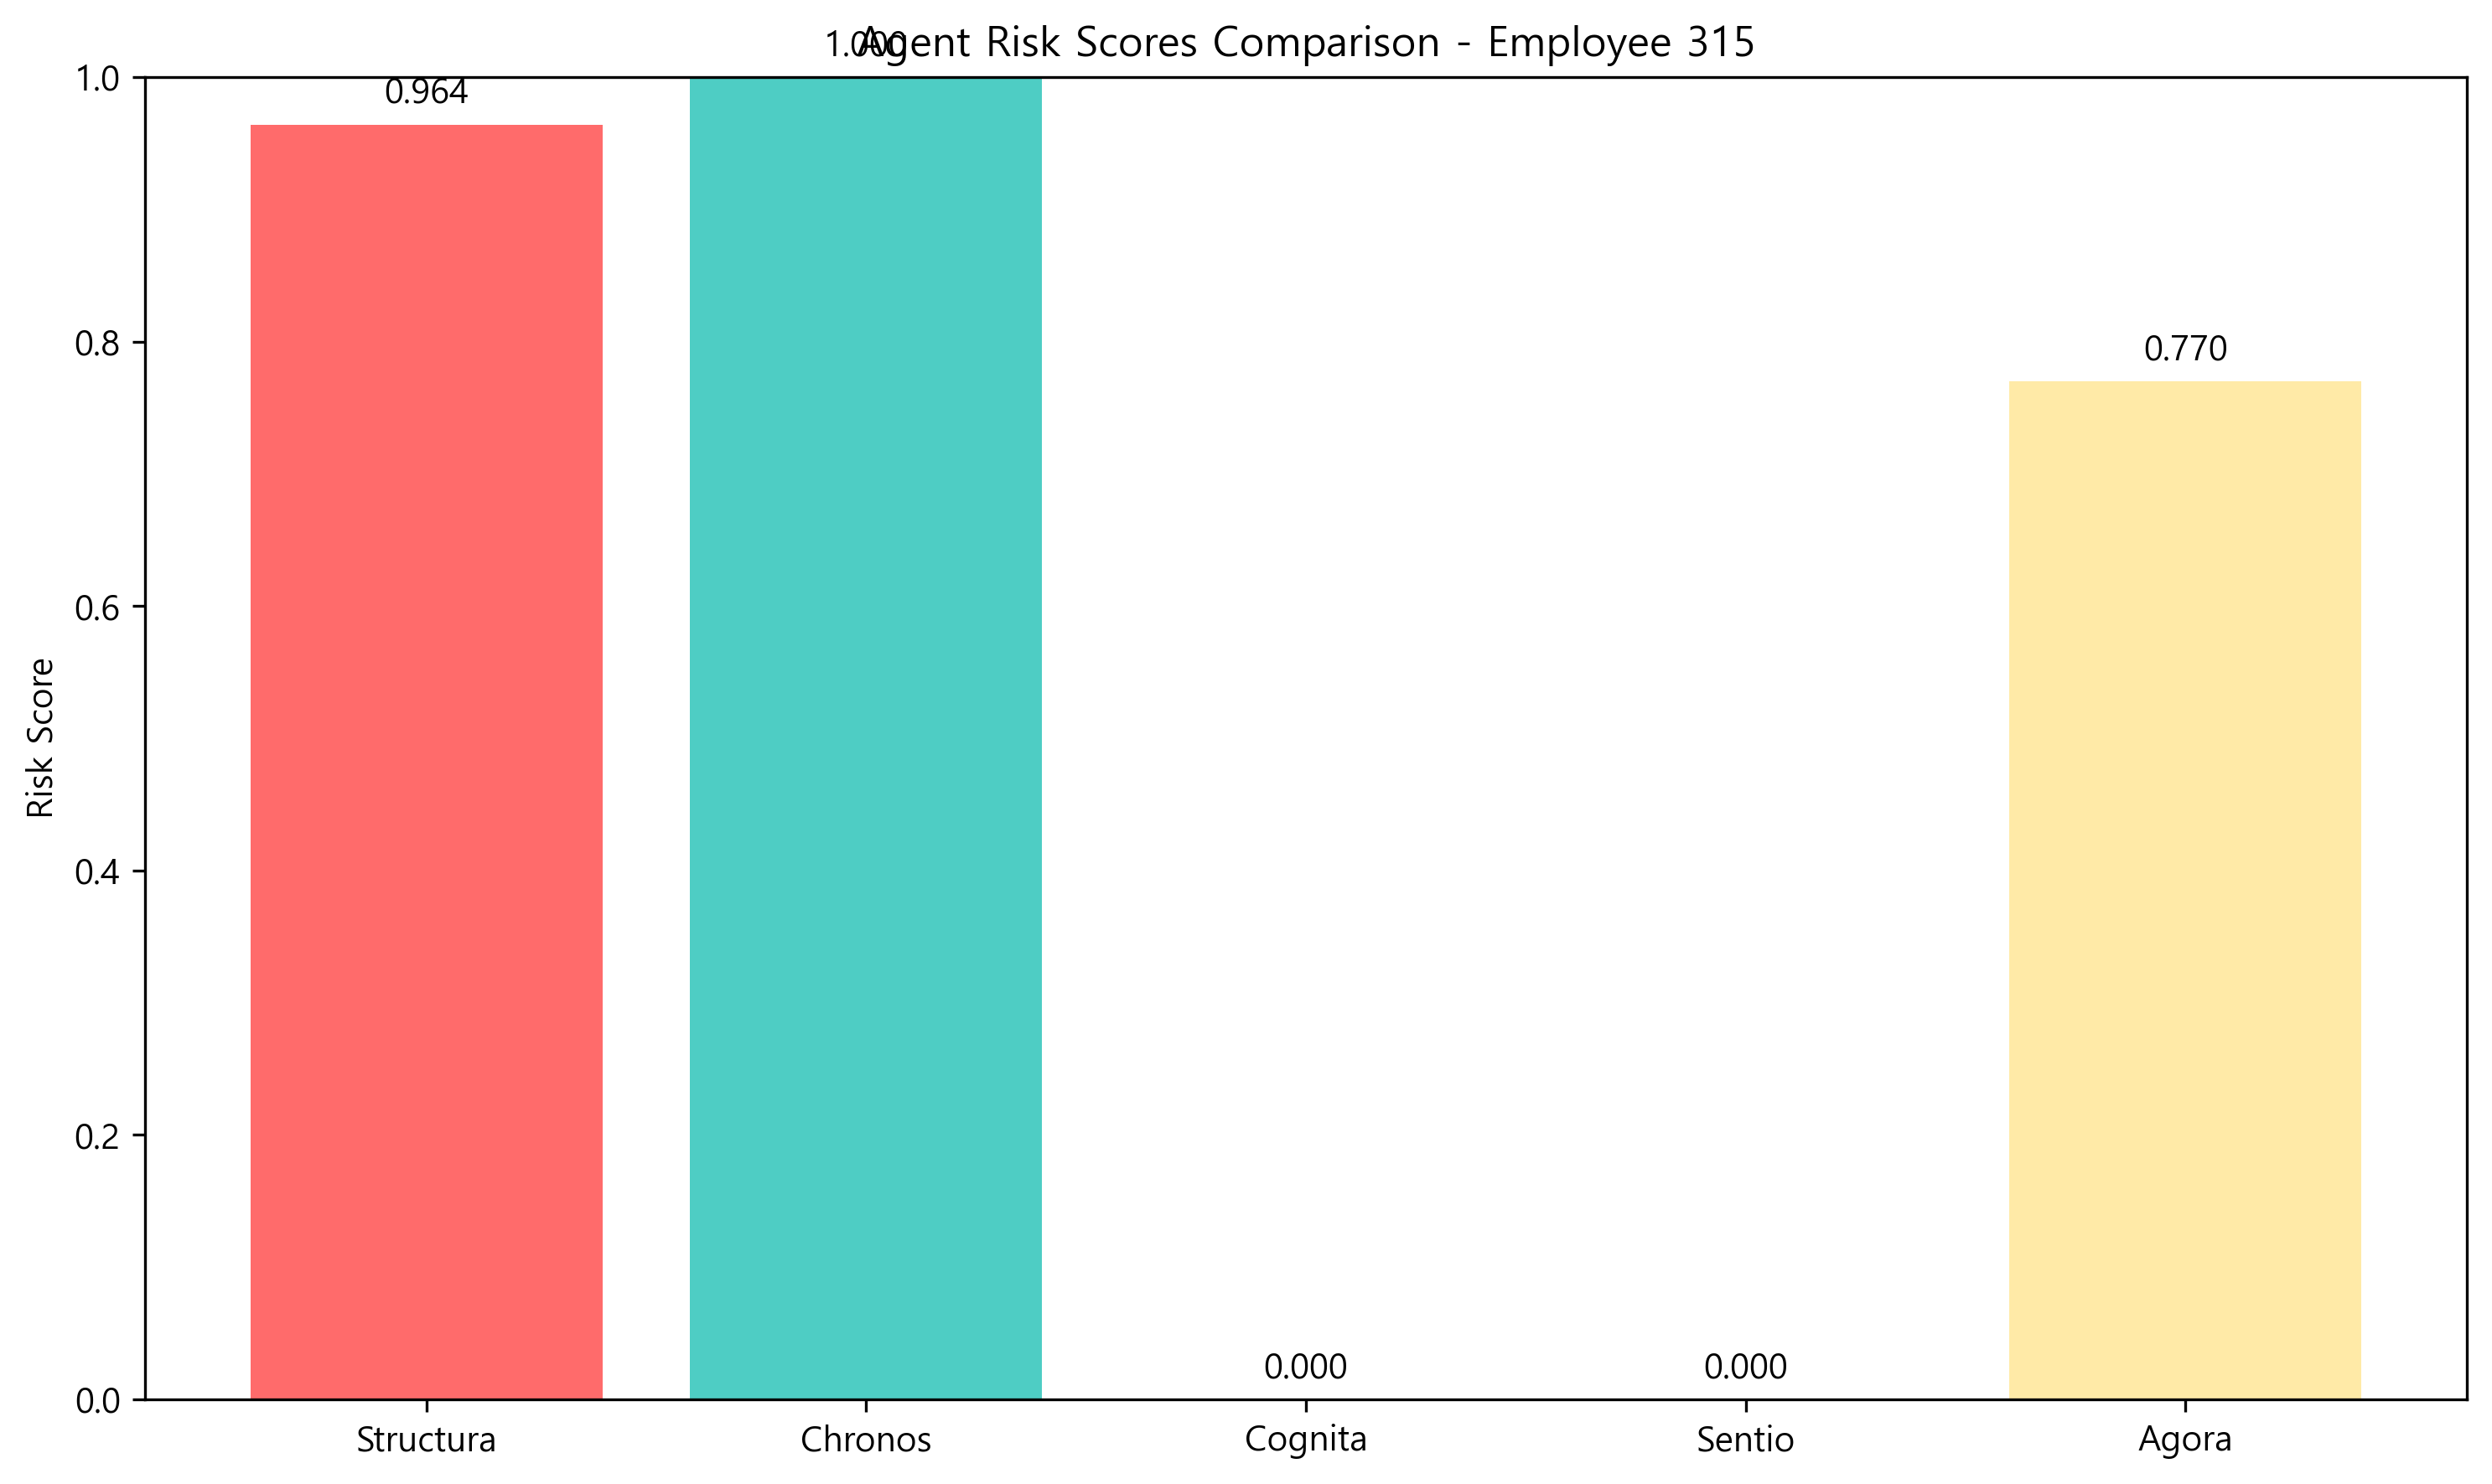 Agent Risk Scores Comparison - Employee 315
1.000
1.0
0.964
0.8
0.770
0.6
Risk Score
0.4
0.2
0.000
0.000
0.0
Structura
Chronos
Cognita
Sentio
Agora